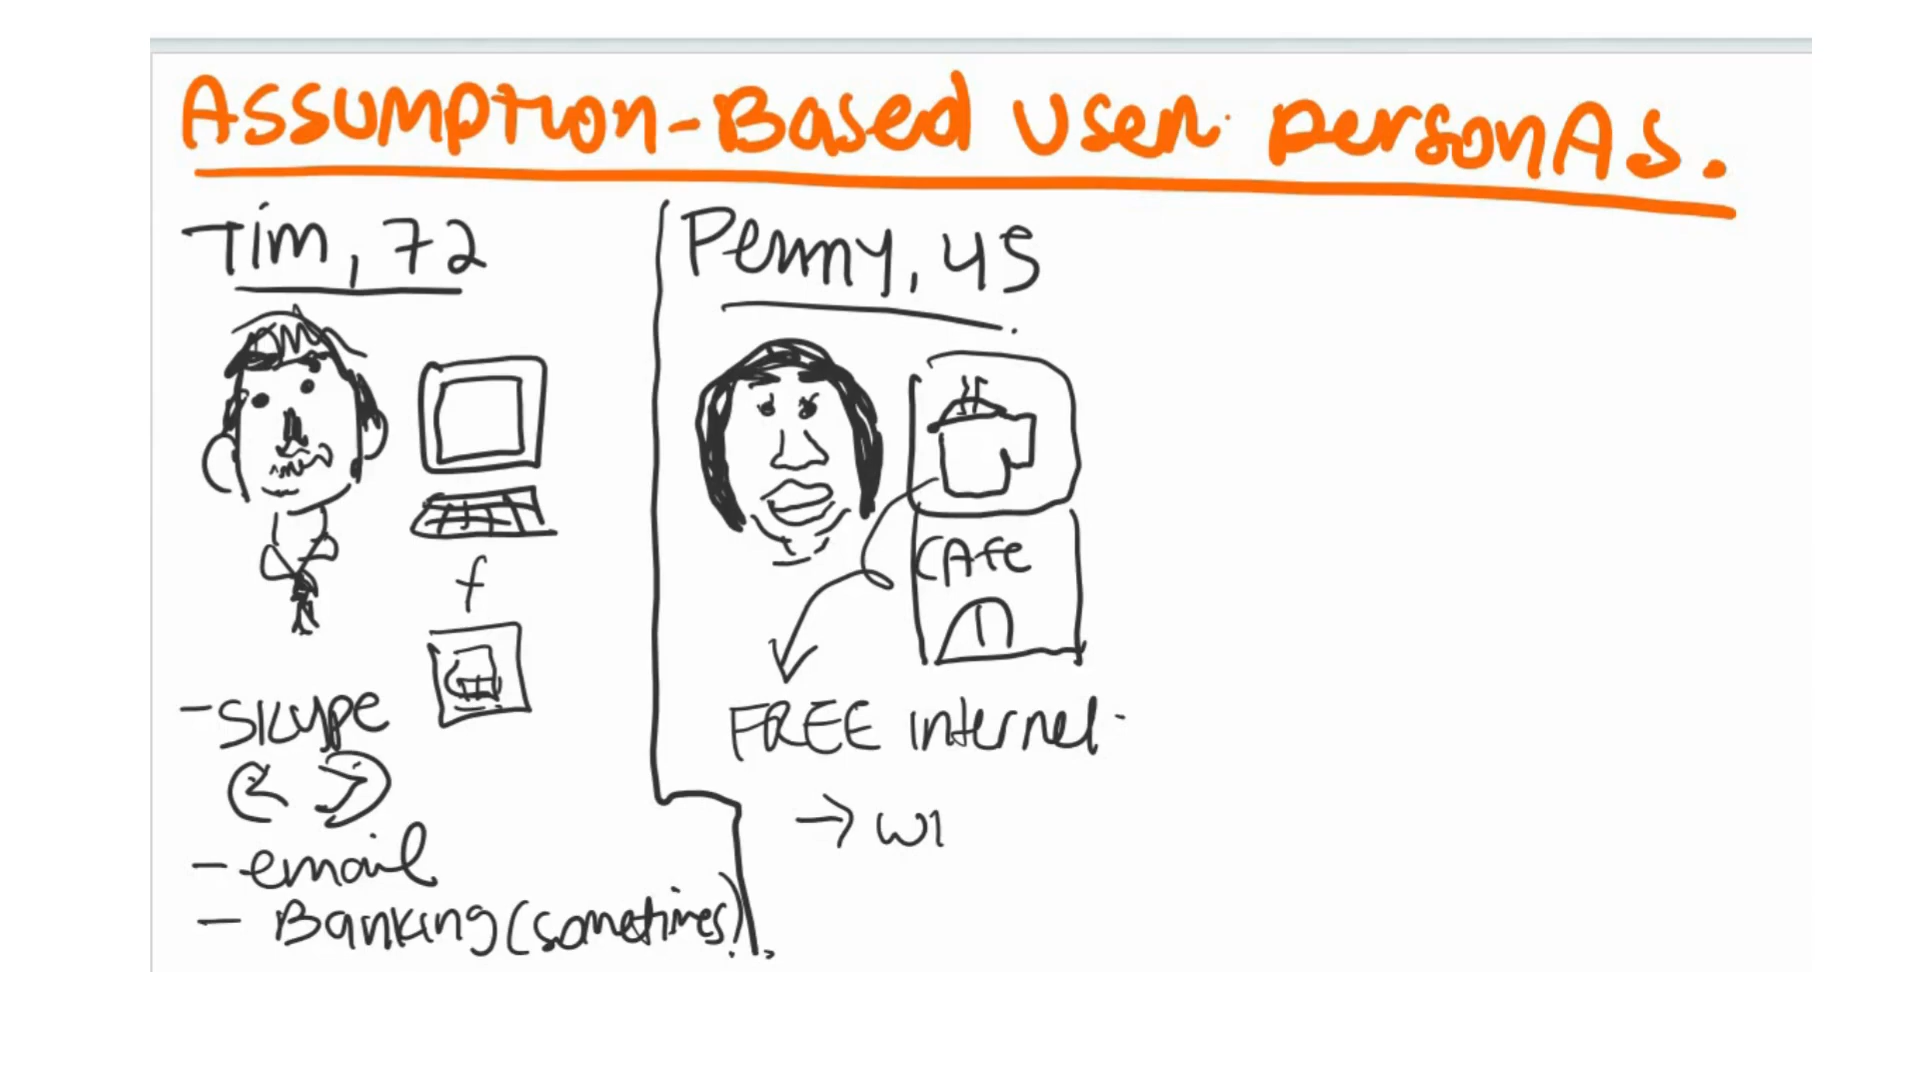 ASSUMPTION-Based User personAs.
Tim, 72
f
- Skype
- email
- Banking (sometimes).
Penny, 45
CAFE
FREE internet
→ WI